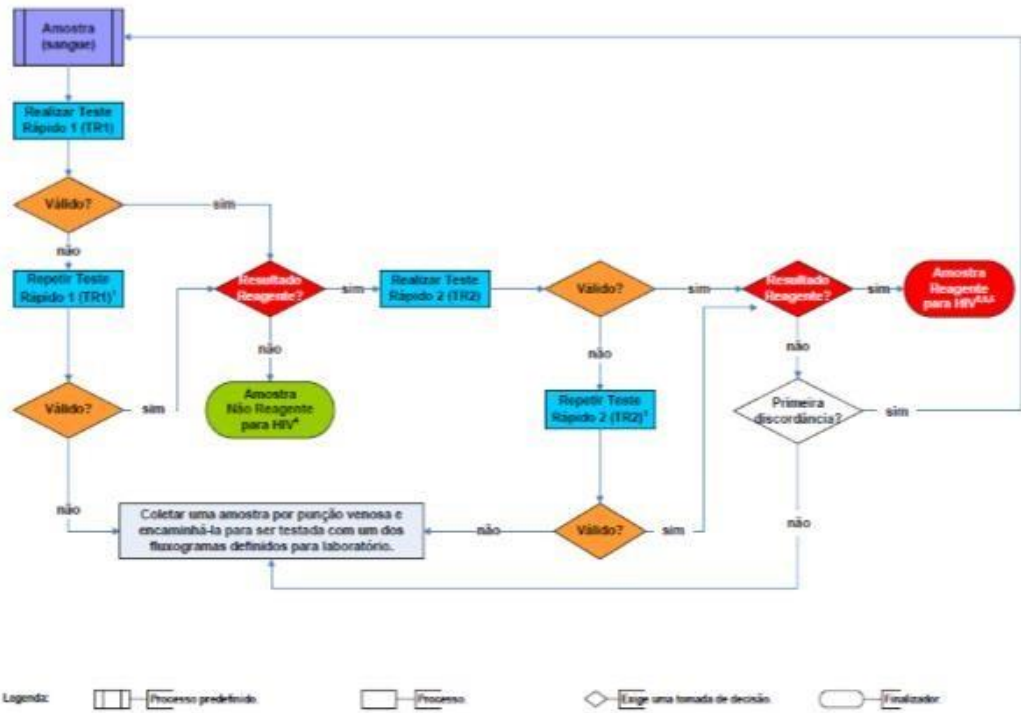 Amostra
(sangue)
Realizar Teste
Rápido 1 (TR1)
Válido?
sim
não
Repetir Teste
Rápido 1 (TR1)¹
Válido?
sim
não
Resultado
Reagente?
sim
não
Amostra
Não Reagente
para HIV
Realizar Teste
Rápido 2 (TR2)
Válido?
sim
não
Repetir Teste
Rápido 2 (TR2)¹
Válido?
sim
não
Resultado
Reagente?
sim
não
Amostra
Reagente
para HIV
Primeira
discordância?
sim
não
Coletar uma amostra por punção venosa e
encaminhá-la para ser testada com um dos
fluxogramas definidos para laboratório.
Legenda:
Processo predefinido.
Processo.
Exige uma tomada de decisão.
Finalizador.